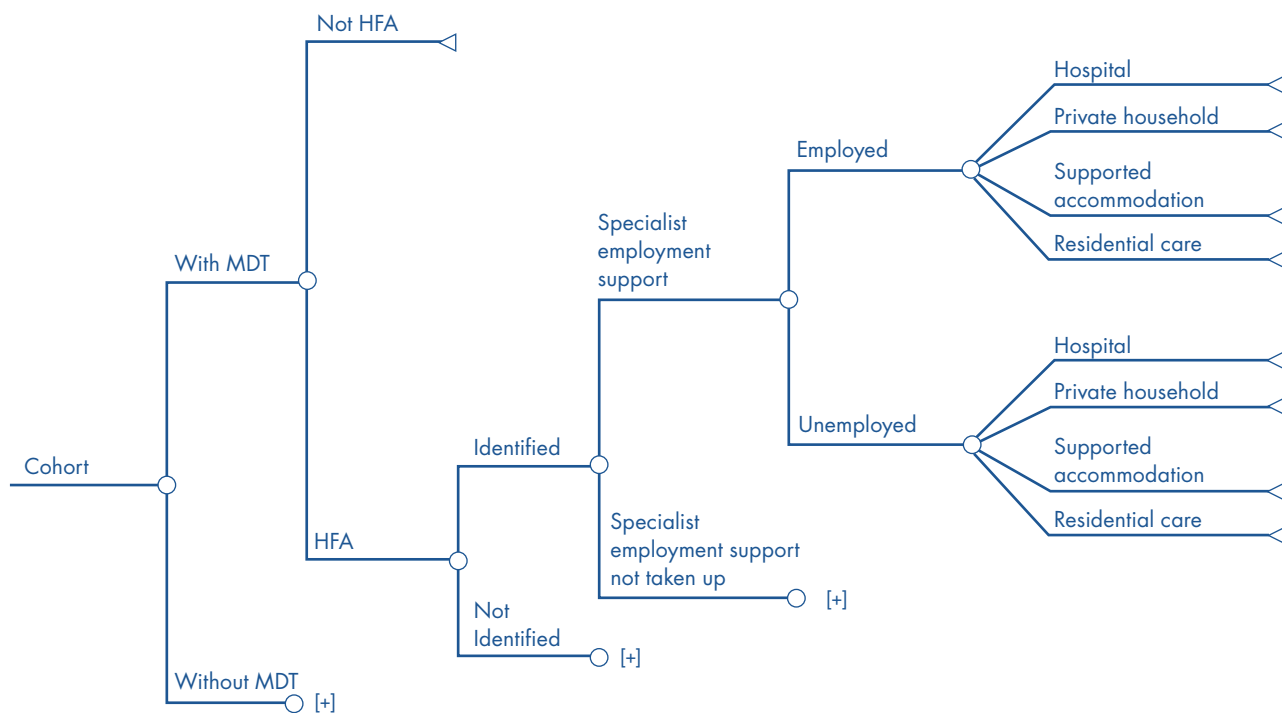 Not HFA
Hospital
Private household
Employed
Supported
accommodation
Specialist
employment
support
Residential care
With MDT
Hospital
Private household
Unemployed
Supported
accommodation
Identified
Cohort
Residential care
Specialist
employment support
not taken up
HFA
[+]
Not
Identified
[+]
Without MDT
[+]